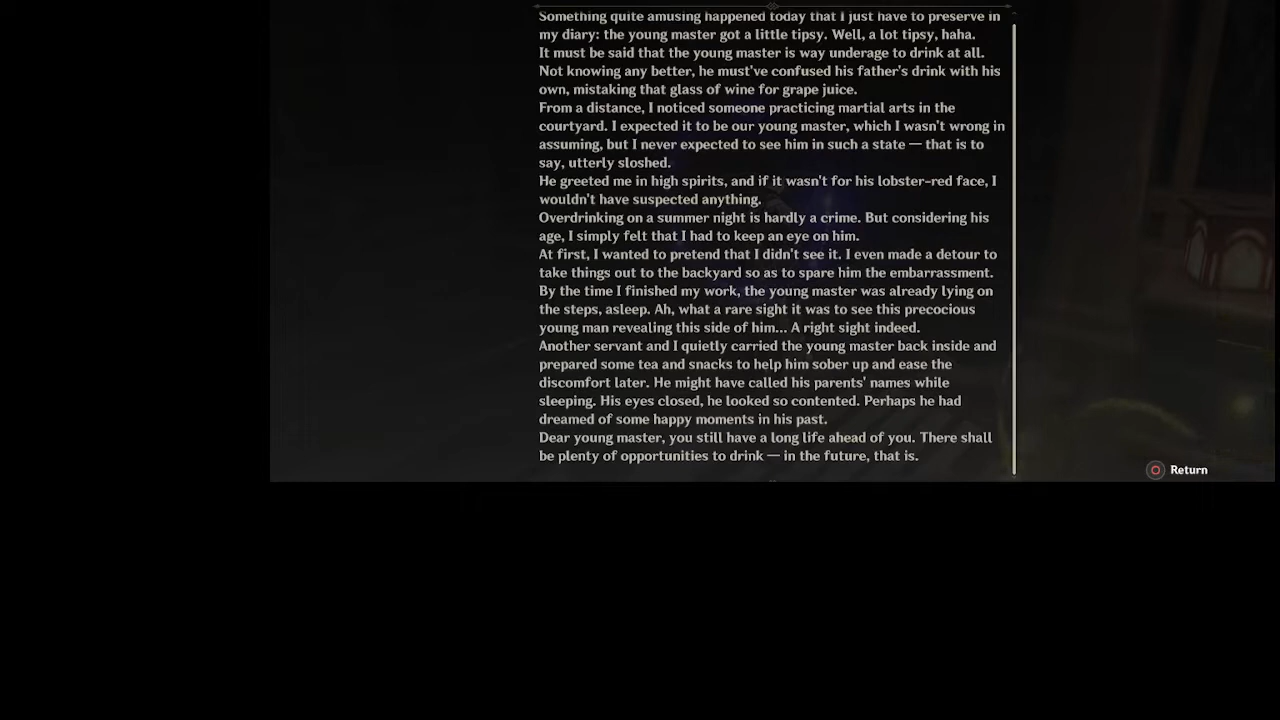 Something quite amusing happened today that I just have to preserve in
my diary: the young master got a little tipsy. Well, a lot tipsy, haha.
It must be said that the young master is way underage to drink at all.
Not knowing any better, he must've confused his father's drink with his
own, mistaking that glass of wine for grape juice.
From a distance, I noticed someone practicing martial arts in the
courtyard. I expected it to be our young master, which I wasn't wrong in
assuming, but I never expected to see him in such a state — that is to
say, utterly sloshed.
He greeted me in high spirits, and if it wasn't for his lobster-red face, I
wouldn't have suspected anything.
Overdrinking on a summer night is hardly a crime. But considering his
age, I simply felt that I had to keep an eye on him.
At first, I wanted to pretend that I didn't see it. I even made a detour to
take things out to the backyard so as to spare him the embarrassment.
By the time I finished my work, the young master was already lying on
the steps, asleep. Ah, what a rare sight it was to see this precocious
young man revealing this side of him... A right sight indeed.
Another servant and I quietly carried the young master back inside and
prepared some tea and snacks to help him sober up and ease the
discomfort later. He might have called his parents' names while
sleeping. His eyes closed, he looked so contented. Perhaps he had
dreamed of some happy moments in his past.
Dear young master, you still have a long life ahead of you. There shall
be plenty of opportunities to drink — in the future, that is.
Return